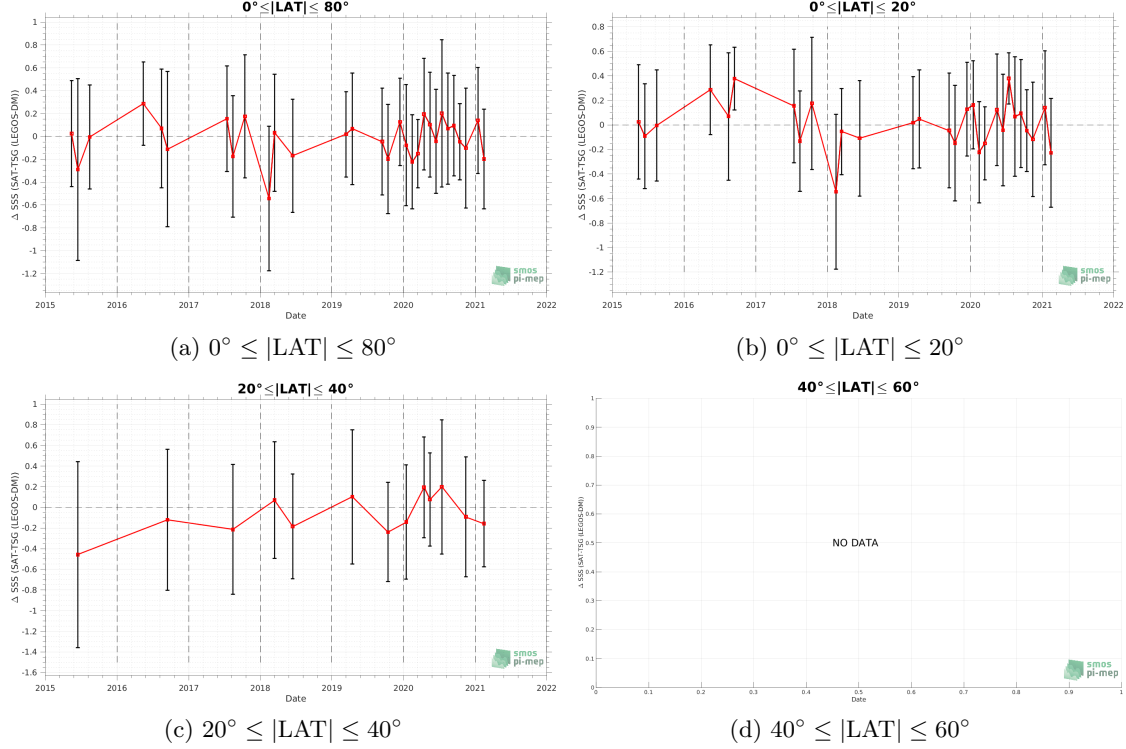 0°≤|LAT|≤ 80°
Δ SSS (SAT-TSG (LEGOS-DM))
1
0.8
0.6
0.4
0.2
0
-0.2
-0.4
-0.6
-0.8
-1
-1.2
2015 2016 2017 2018 2019 2020 2021 2022
Date
smos
pi-mep
(a) 0° ≤ |LAT| ≤ 80°
0°≤|LAT|≤ 20°
Δ SSS (SAT-TSG (LEGOS-DM))
0.8
0.6
0.4
0.2
0
-0.2
-0.4
-0.6
-0.8
-1
-1.2
2015 2016 2017 2018 2019 2020 2021 2022
Date
smos
pi-mep
(b) 0° ≤ |LAT| ≤ 20°
20°≤|LAT|≤ 40°
Δ SSS (SAT-TSG (LEGOS-DM))
1
0.8
0.6
0.4
0.2
0
-0.2
-0.4
-0.6
-0.8
-1
-1.2
-1.4
-1.6
2015 2016 2017 2018 2019 2020 2021 2022
Date
smos
pi-mep
(c) 20° ≤ |LAT| ≤ 40°
40°≤|LAT|≤ 60°
Δ SSS (SAT-TSG (LEGOS-DM))
1
0.9
0.8
0.7
0.6
0.5
0.4
0.3
0.2
0.1
0
NO DATA
0 0.1 0.2 0.3 0.4 0.5 0.6 0.7 0.8 0.9 1
Date
smos
pi-mep
(d) 40° ≤ |LAT| ≤ 60°